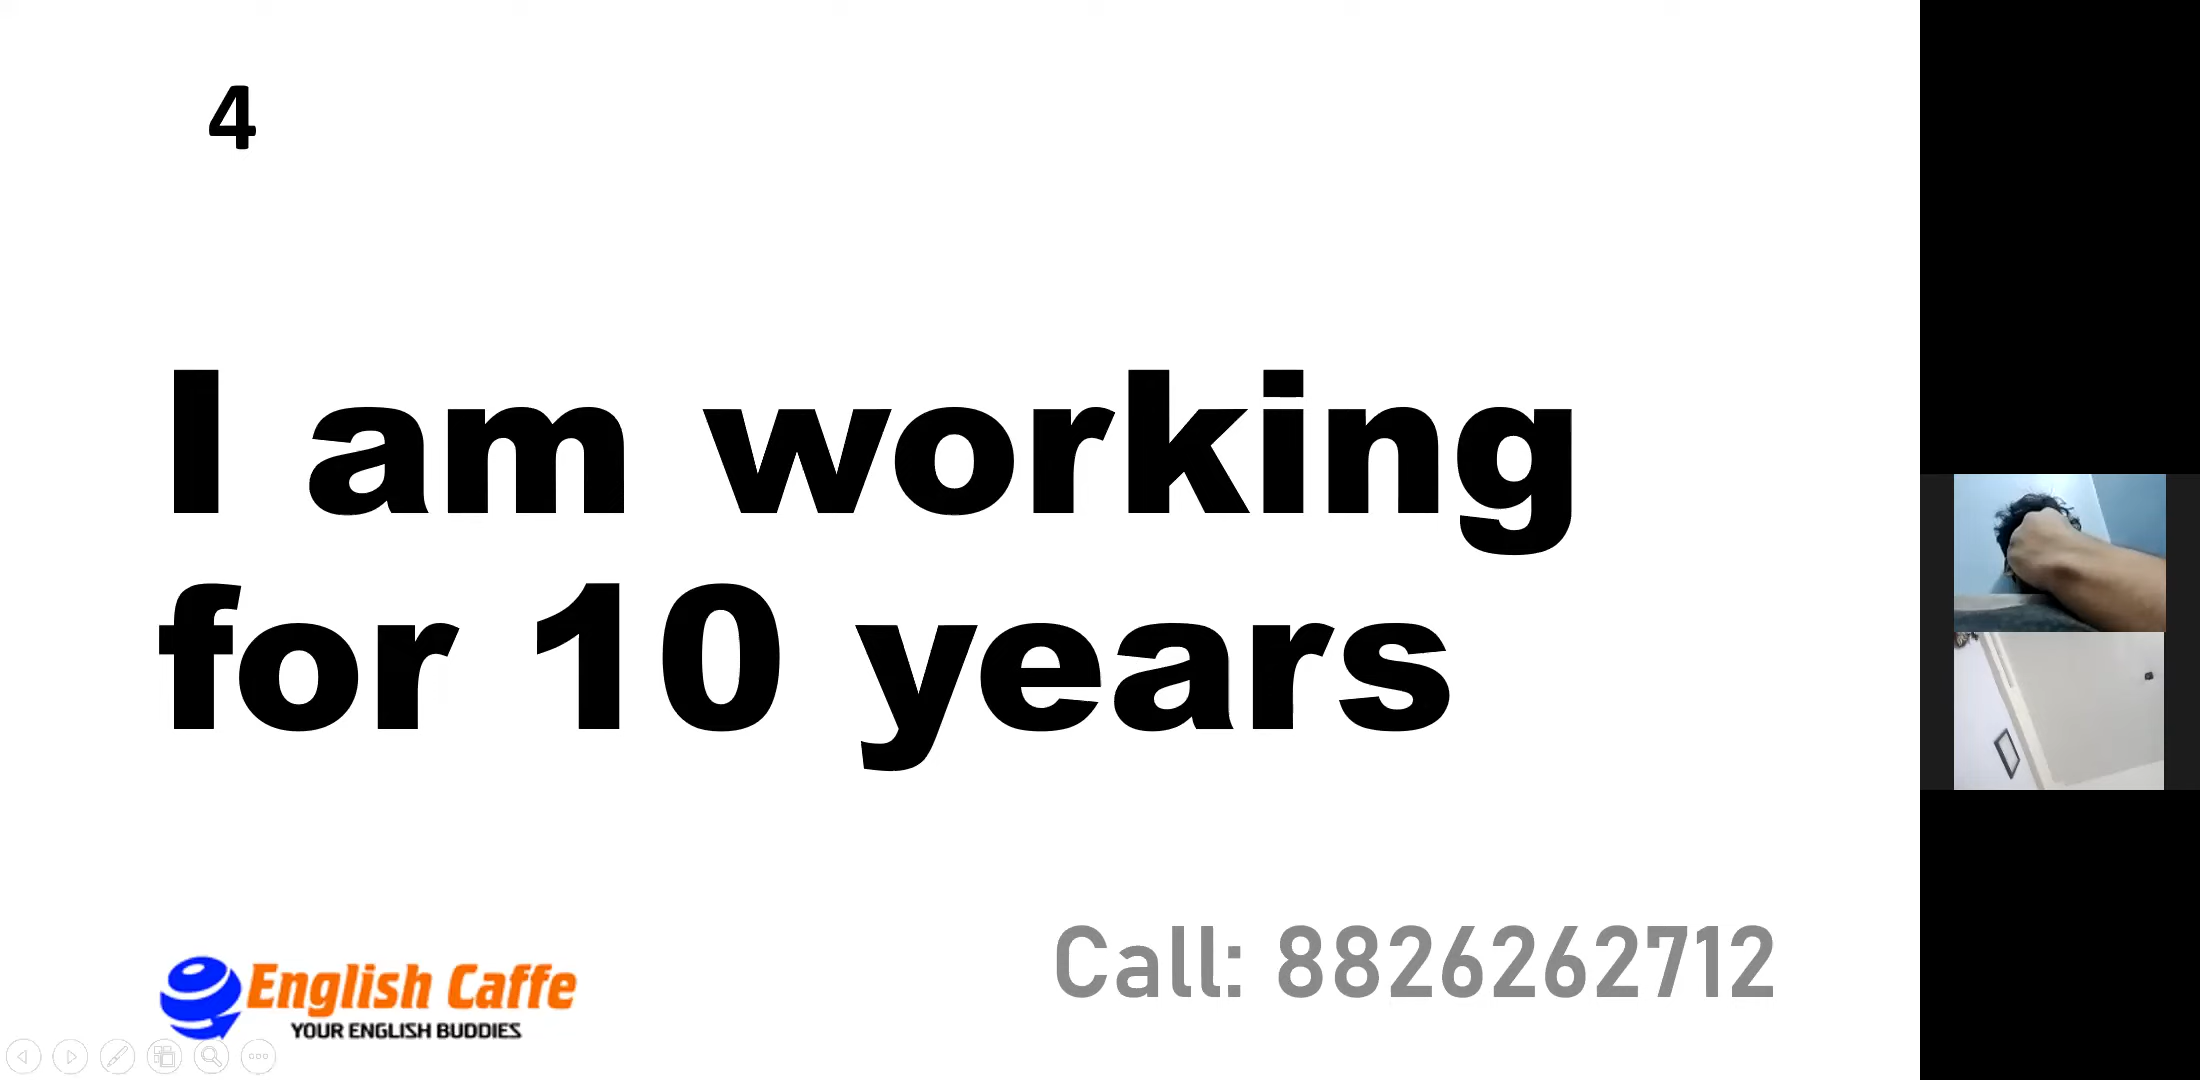 4
I am working
for 10 years
English Caffe
YOUR ENGLISH BUDDIES
Call: 8826262712